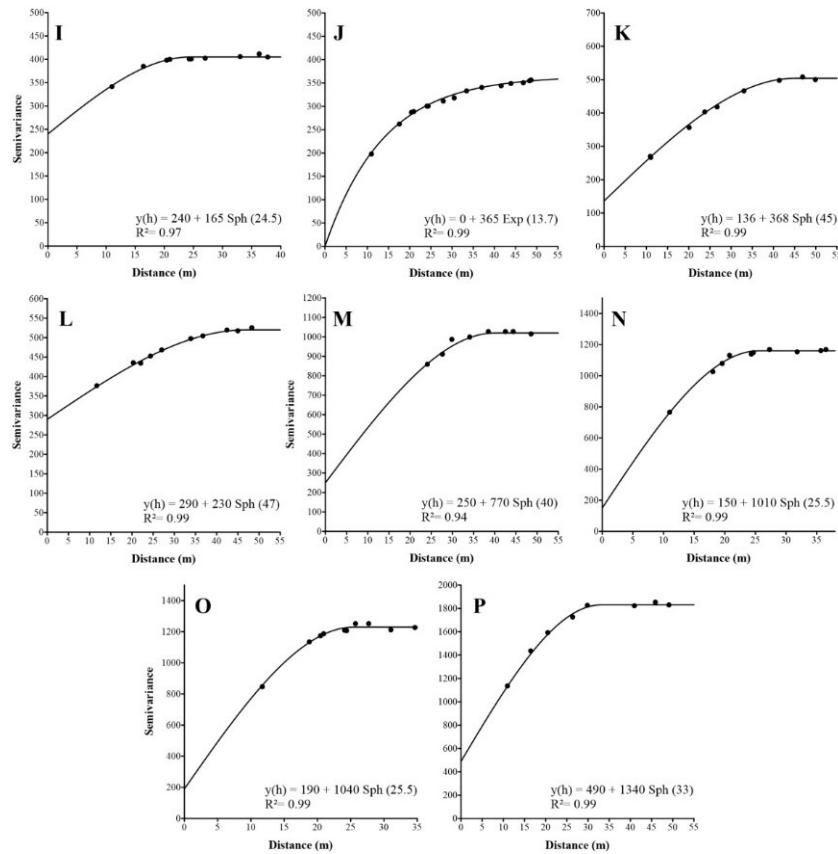 I
500
450
400
350
300
250
200
150
100
50
0
Semivariance
y(h) = 240 + 165 Sph (24.5)
R²= 0.97
0 5 10 15 20 25 30 35 40
Distance (m)
J
500
450
400
350
300
250
200
150
100
50
0
y(h) = 0 + 365 Exp (13.7)
R²= 0.99
0 5 10 15 20 25 30 35 40 45 50 55
Distance (m)
K
700
600
500
400
300
200
100
0
y(h) = 136 + 368 Sph (45)
R²= 0.99
0 5 10 15 20 25 30 35 40 45 50 55
Distance (m)
L
600
550
500
450
400
350
300
250
200
150
100
50
0
Semivariance
y(h) = 290 + 230 Sph (47)
R²= 0.99
0 5 10 15 20 25 30 35 40 45 50 55
Distance (m)
M
1200
1100
1000
900
800
700
600
500
400
300
200
100
0
Semivariance
y(h) = 250 + 770 Sph (40)
R²= 0.94
0 5 10 15 20 25 30 35 40 45 50 55
Distance (m)
N
1400
1200
1000
800
600
400
200
0
y(h) = 150 + 1010 Sph (25.5)
R²= 0.99
0 5 10 15 20 25 30 35
Distance (m)
O
1400
1200
1000
800
600
400
200
0
Semivariance
y(h) = 190 + 1040 Sph (25.5)
R²= 0.99
0 5 10 15 20 25 30 35
Distance (m)
P
2000
1800
1600
1400
1200
1000
800
600
400
200
0
y(h) = 490 + 1340 Sph (33)
R²= 0.99
0 5 10 15 20 25 30 35 40 45 50 55
Distance (m)